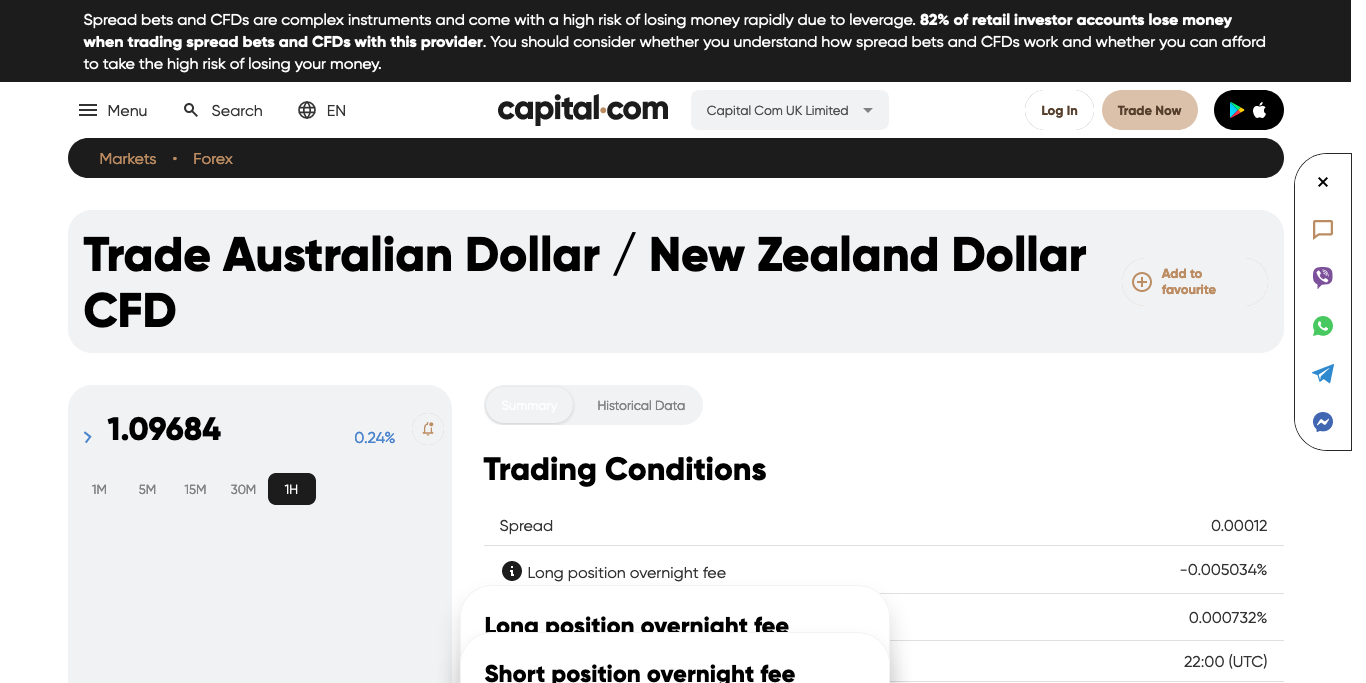 Spread bets and CFDs are complex instruments and come with a high risk of losing money rapidly due to leverage. 82% of retail investor accounts lose money
when trading spread bets and CFDs with this provider. You should consider whether you understand how spread bets and CFDs work and whether you can afford
to take the high risk of losing your money.
Menu
Search
EN
capital.com
Capital Com UK Limited
Log In
Trade Now
Markets
Forex
Trade Australian Dollar / New Zealand Dollar
CFD
Add to
favourite
1.09684
0.24%
1M
5M
15M
30M
1H
Summary
Historical Data
Trading Conditions
Spread
0.00012
Long position overnight fee
-0.005034%
Long position overnight fee
0.000732%
22:00 (UTC)
Short position overnight fee